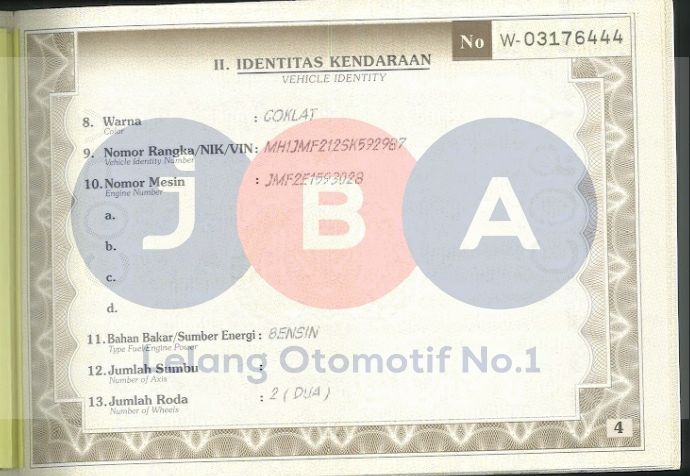 No W-03176444
II. IDENTITAS KENDARAAN
VEHICLE IDENTITY
8. Warna : COKLAT
Color
9. Nomor Rangka/NIK/VIN: MH1JMF212SK592987
Vehicle Identity Number
10. Nomor Mesin : JMF2E1593028
Engine Number
a.
b.
c.
d.
JBA
11. Bahan Bakar/Sumber Energi : BENSIN
Type Fuel/Engine Power
Lelang Otomotif No.1
12. Jumlah Sumbu :
Number of Axis
13. Jumlah Roda : 2 ( DUA )
Number of Wheels
4